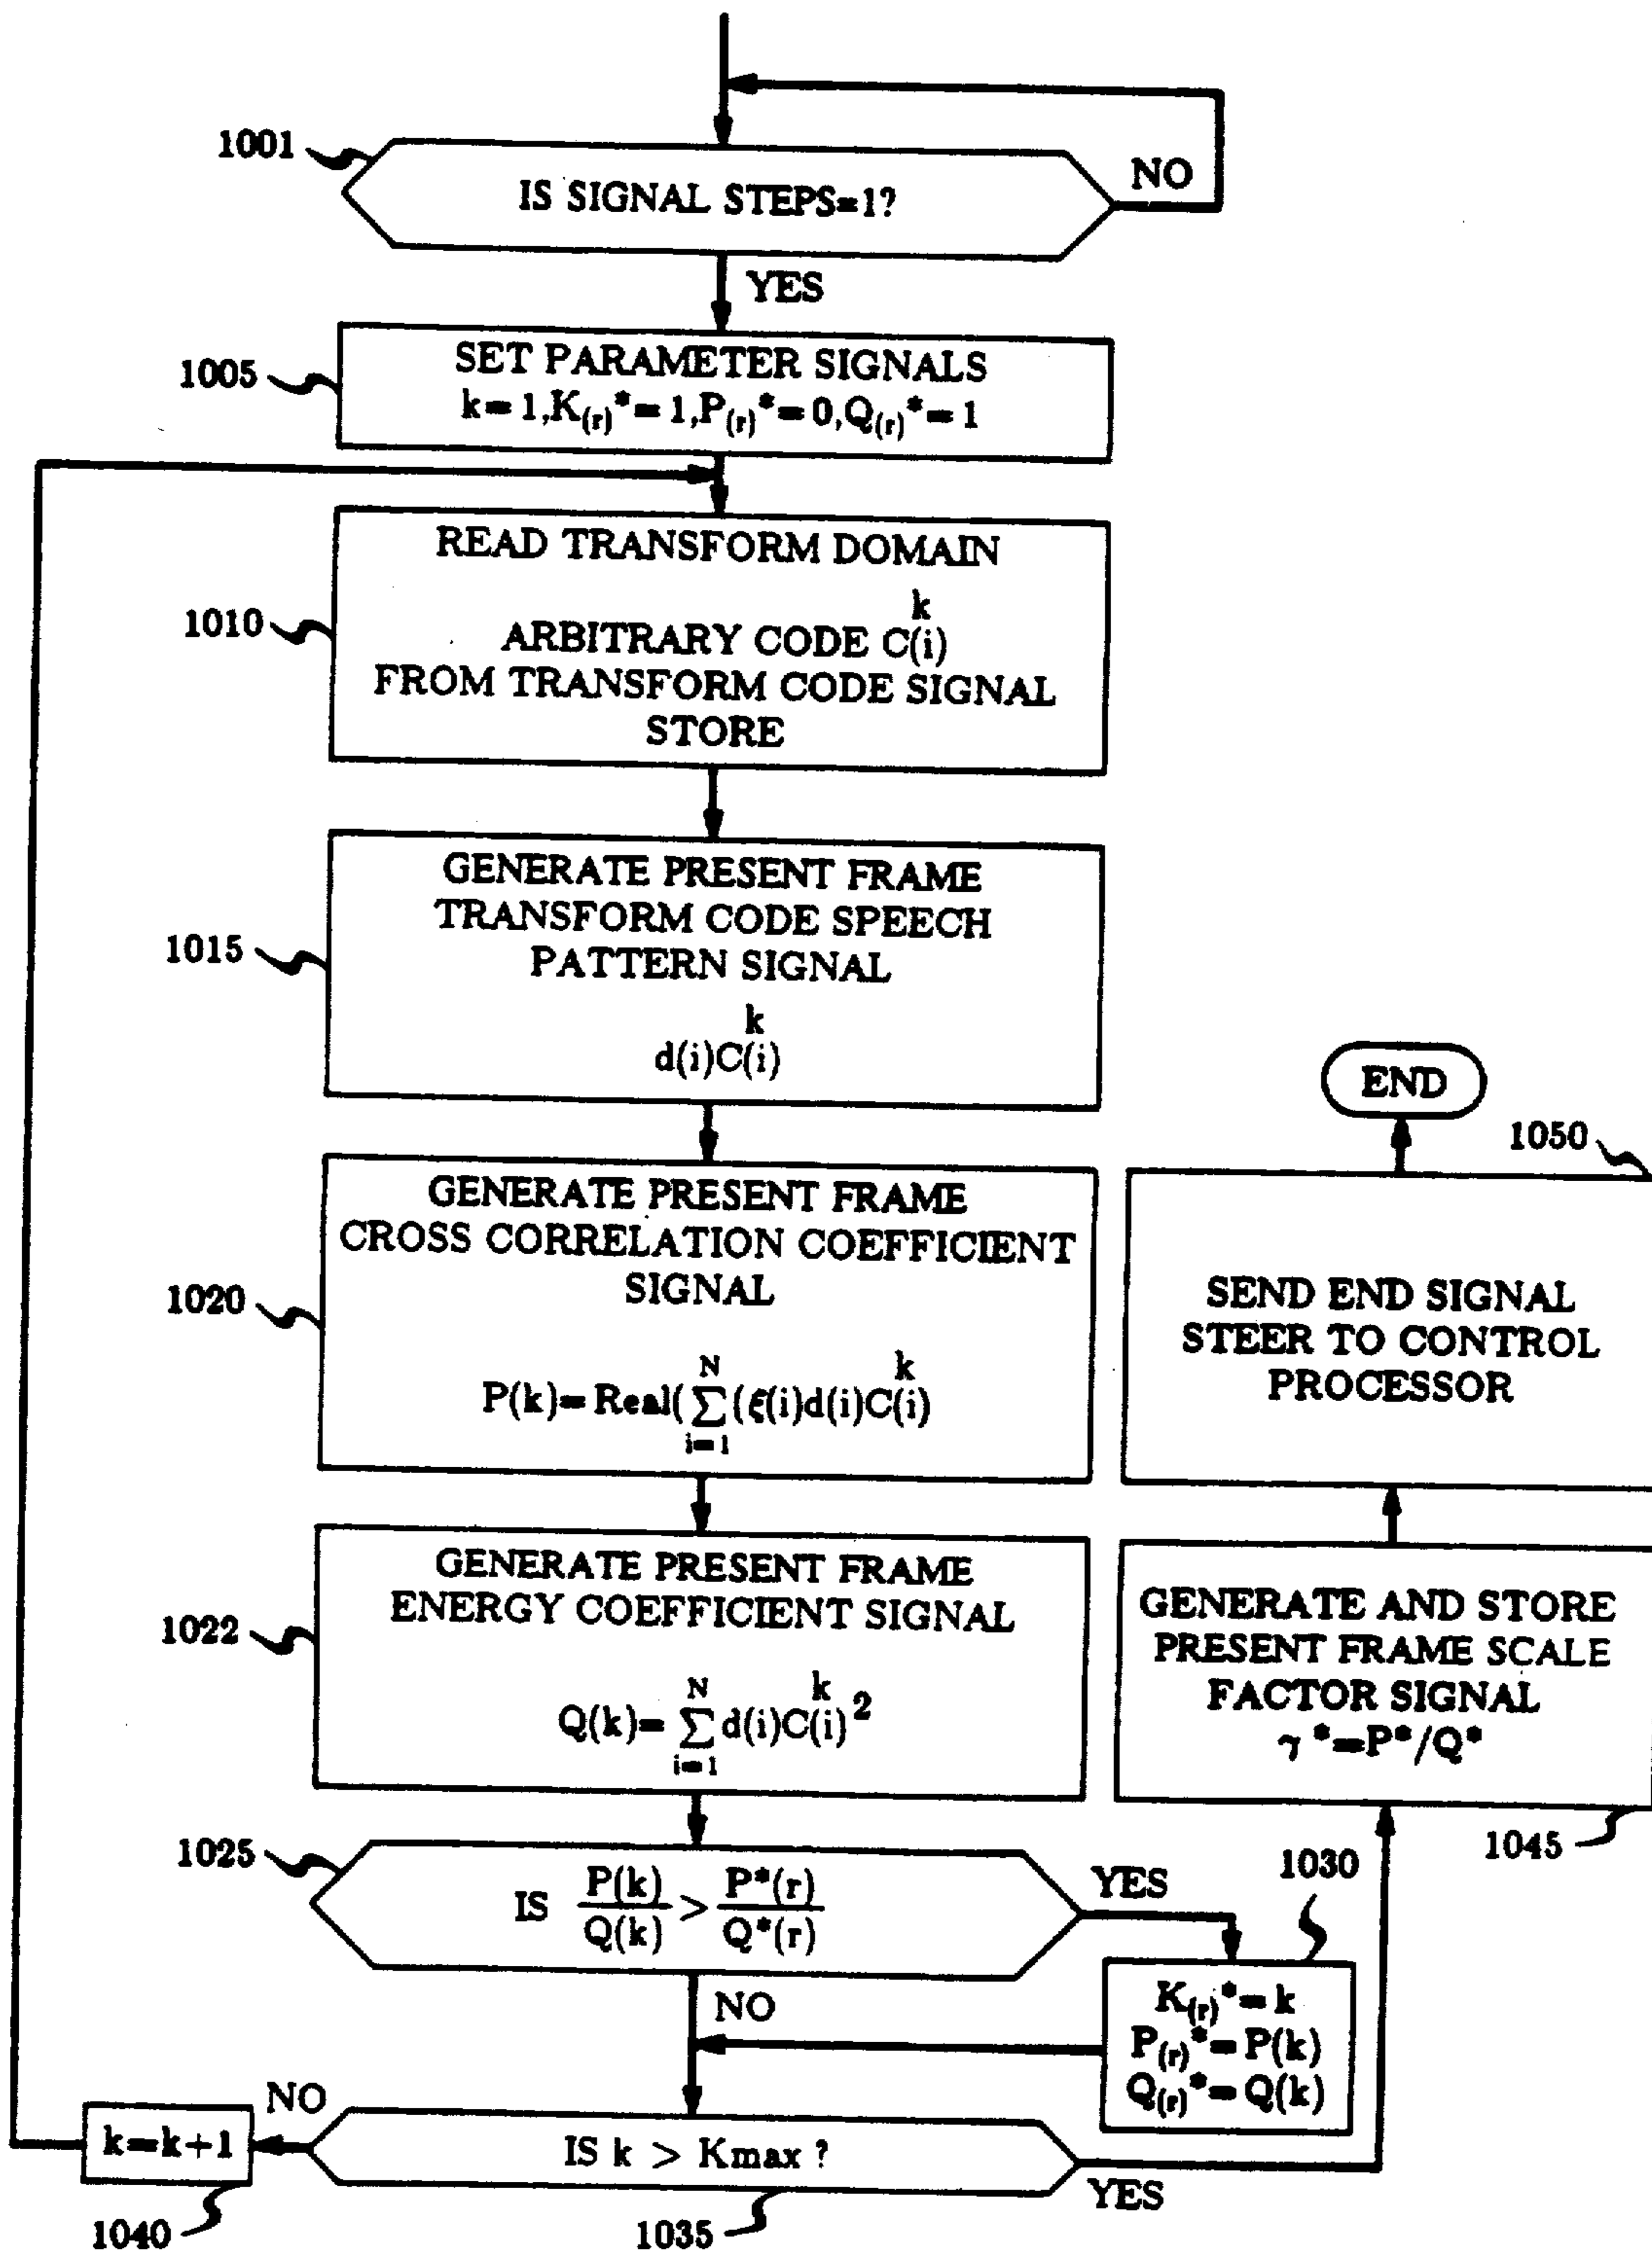 1001
IS SIGNAL STEPS=1?
NO
YES
1005
SET PARAMETER SIGNALS
k=1,K(r)*=1,P(r)*=0,Q(r)*=1
1010
READ TRANSFORM DOMAIN
k
ARBITRARY CODE C(i)
FROM TRANSFORM CODE SIGNAL
STORE
1015
GENERATE PRESENT FRAME
TRANSFORM CODE SPEECH
PATTERN SIGNAL
k
d(i)C(i)
1020
GENERATE PRESENT FRAME
CROSS CORRELATION COEFFICIENT
SIGNAL
N k
P(k)=Real(∑(ξ(i)d(i)C(i)
i=1
1022
GENERATE PRESENT FRAME
ENERGY COEFFICIENT SIGNAL
N k
Q(k)=∑d(i)C(i)²
i=1
1025
IS P(k)/Q(k) > P*(r)/Q*(r)
YES
NO
1030
K(r)*=k
P(r)*=P(k)
Q(r)*=Q(k)
IS k > Kmax ?
1035
NO
k=k+1
1040
YES
1045
GENERATE AND STORE
PRESENT FRAME SCALE
FACTOR SIGNAL
γ*=P*/Q*
1050
SEND END SIGNAL
STEER TO CONTROL
PROCESSOR
END